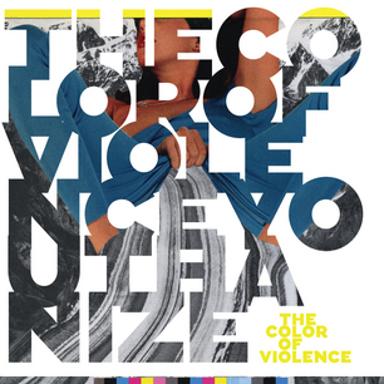 THECO
LOROF
VIOLE
NCEYO
UTHA
NIZE
THE
COLOR
OF
VIOLENCE